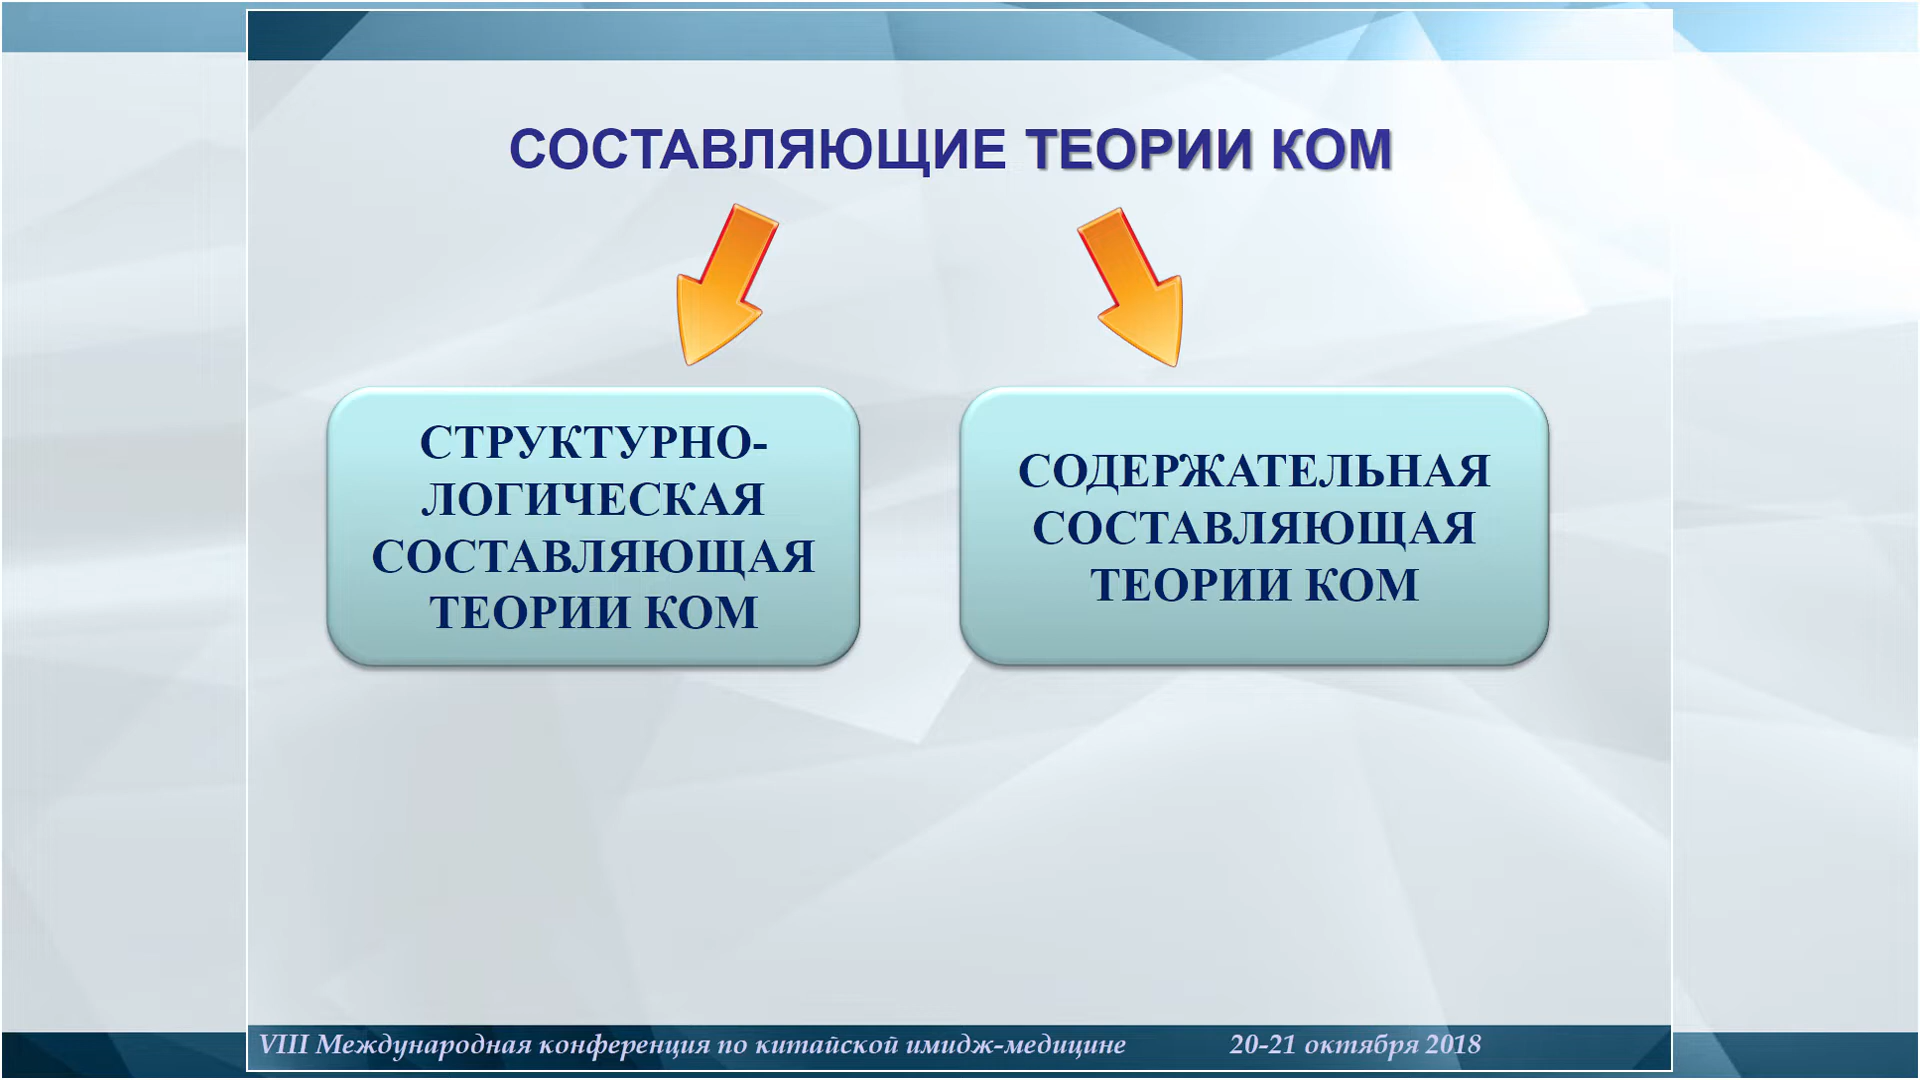 СОСТАВЛЯЮЩИЕ ТЕОРИИ КОМ
СТРУКТУРНО-
ЛОГИЧЕСКАЯ
СОСТАВЛЯЮЩАЯ
ТЕОРИИ КОМ
СОДЕРЖАТЕЛЬНАЯ
СОСТАВЛЯЮЩАЯ
ТЕОРИИ КОМ
VIII Международная конференция по китайской имидж-медицине 20-21 октября 2018